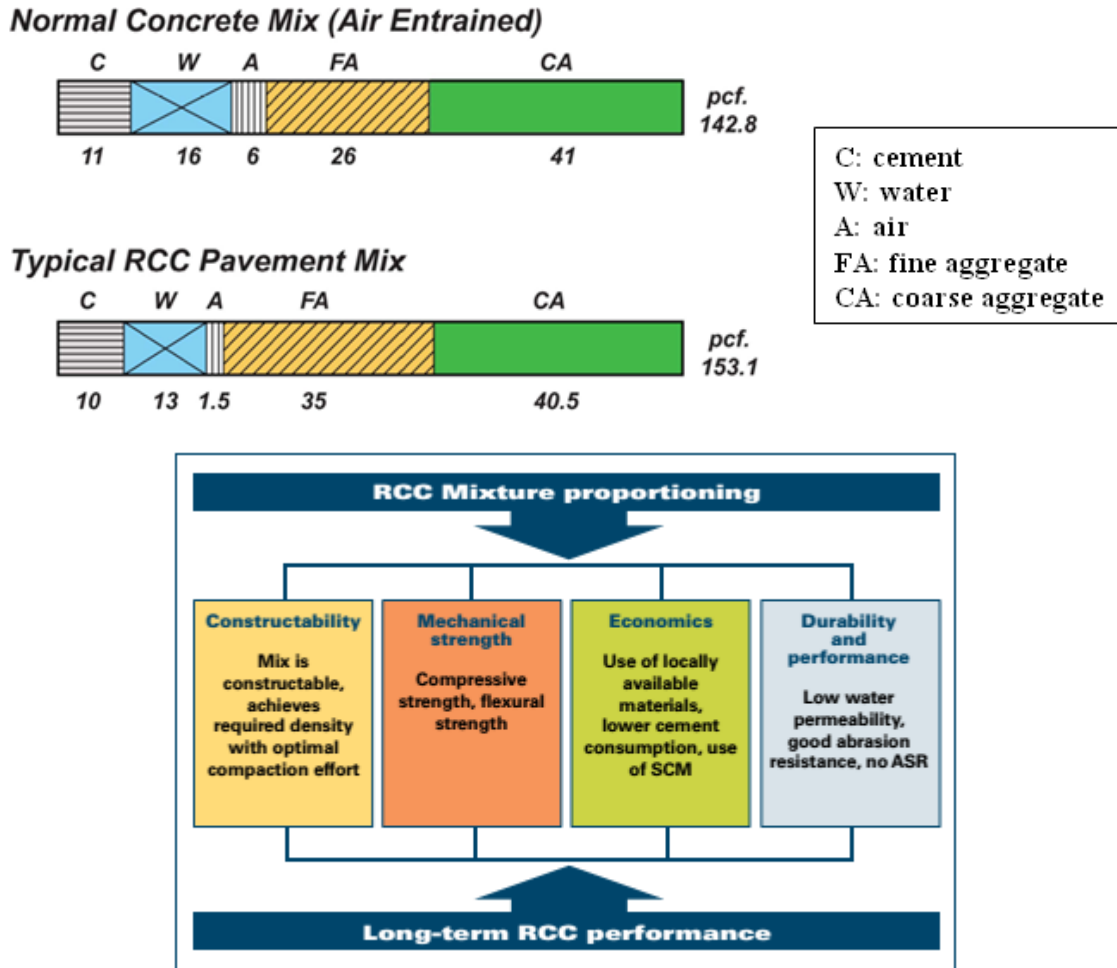 Normal Concrete Mix (Air Entrained)
C W A FA CA
pcf.
142.8
11 16 6 26 41
C: cement
W: water
A: air
FA: fine aggregate
CA: coarse aggregate
Typical RCC Pavement Mix
C W A FA CA
pcf.
153.1
10 13 1.5 35 40.5
RCC Mixture proportioning
Constructability
Mix is
constructable,
achieves
required density
with optimal
compaction effort
Mechanical
strength
Compressive
strength, flexural
strength
Economics
Use of locally
available
materials,
lower cement
consumption, use
of SCM
Durability
and
performance
Low water
permeability,
good abrasion
resistance, no ASR
Long-term RCC performance